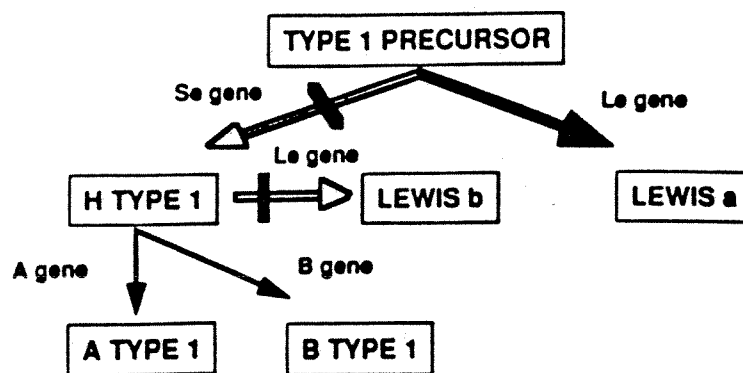 TYPE 1 PRECURSOR
Se gene
Le gene
Le gene
H TYPE 1
LEWIS b
LEWIS a
A gene
B gene
A TYPE 1
B TYPE 1